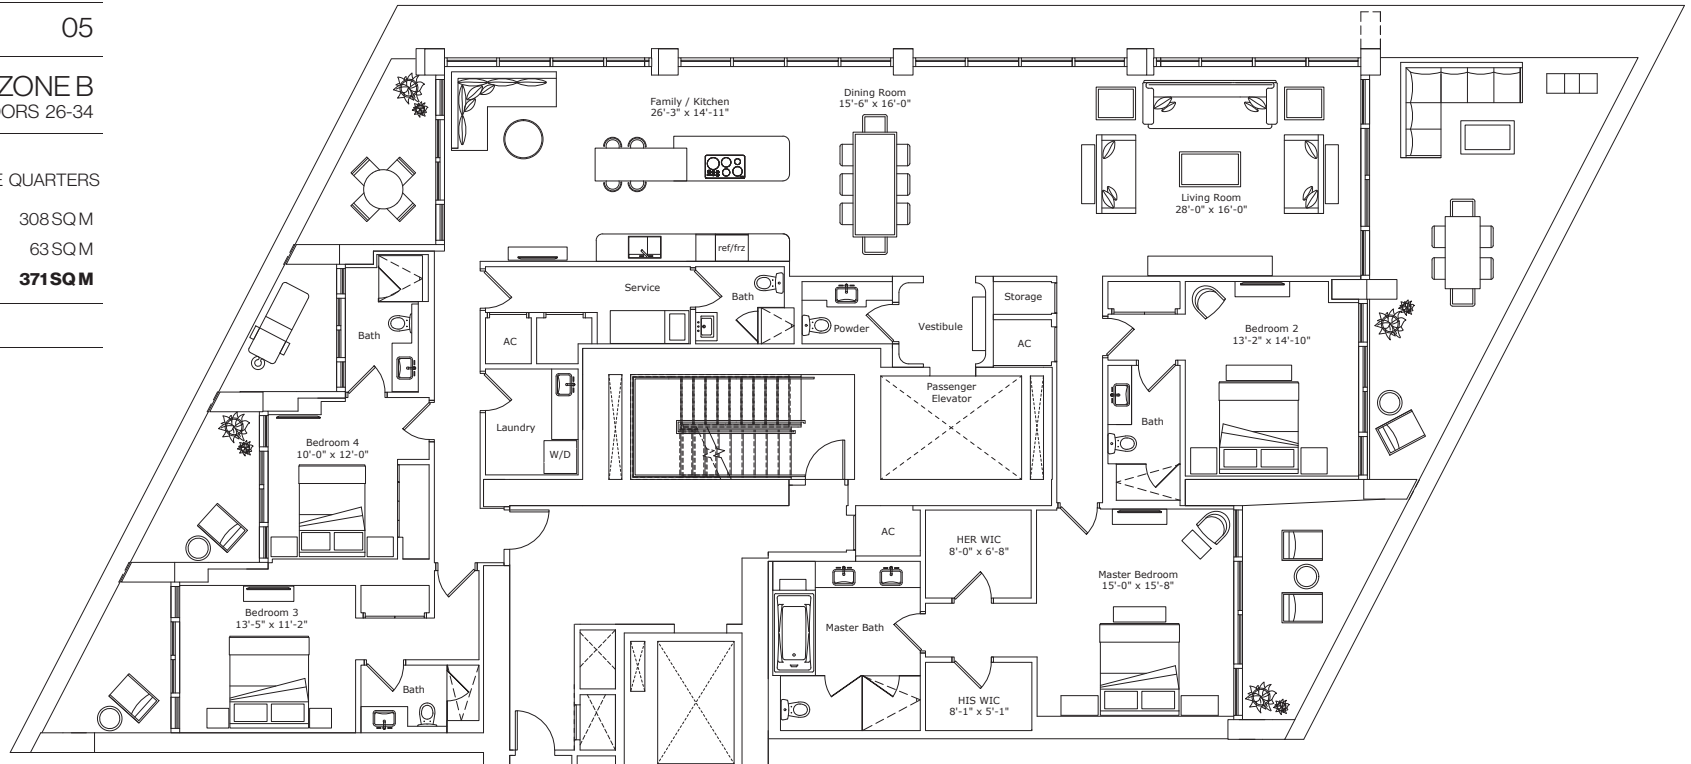 05
ZONE B
ORS 26-34
E QUARTERS
308 SQ M
63 SQ M
371 SQ M
Family / Kitchen
26'-3" x 14'-11"
Dining Room
15'-6" x 16'-0"
Living Room
28'-0" x 16'-0"
ref/frz
Service
Bath
Powder
Vestibule
Storage
AC
AC
Bath
Bedroom 2
13'-2" x 14'-10"
Passenger
Elevator
Laundry
W/D
Bedroom 4
10'-0" x 12'-0"
Bath
AC
HER WIC
8'-0" x 6'-8"
Master Bedroom
15'-0" x 15'-8"
Bedroom 3
13'-5" x 11'-2"
Master Bath
Bath
HIS WIC
8'-1" x 5'-1"